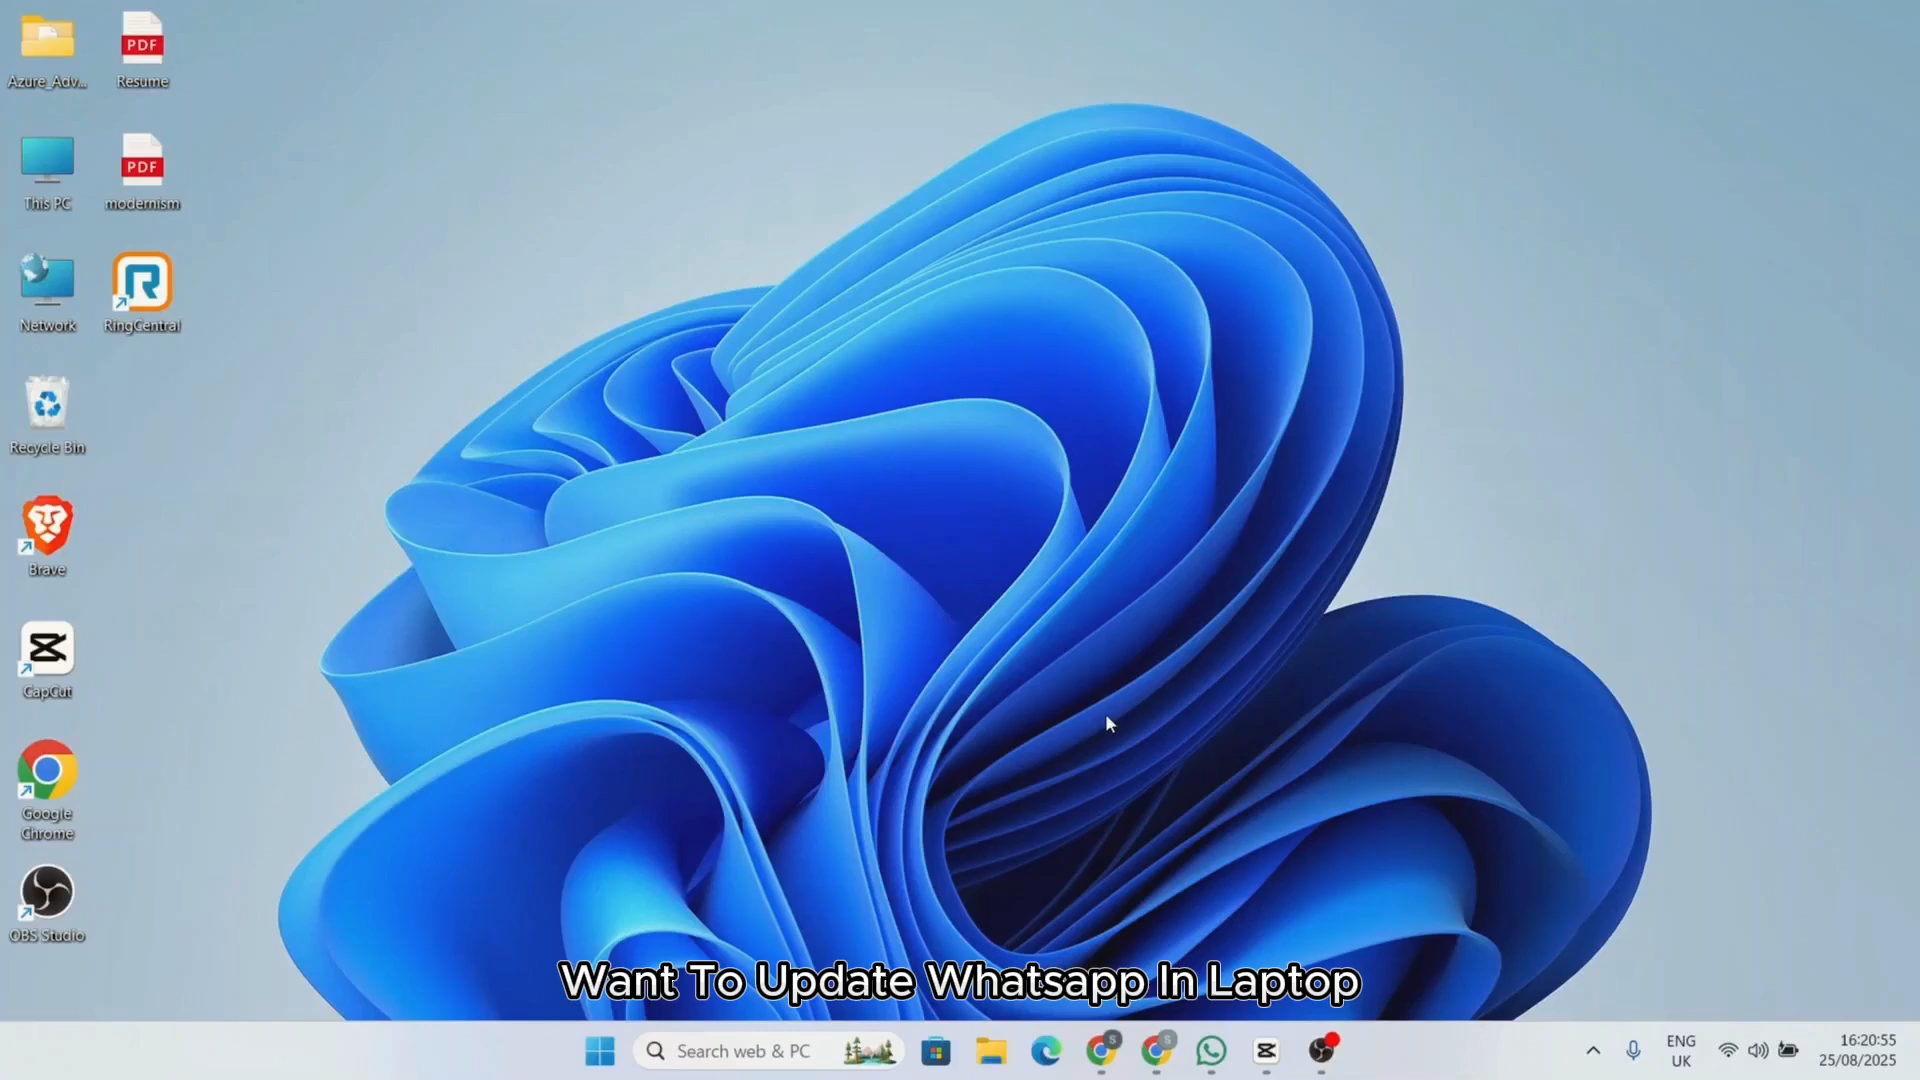 Azure_Adv...
PDF
Resume
This PC
PDF
modernism
Network
R
RingCentral
Recycle Bin
Brave
CapCut
Google
Chrome
OBS Studio
Want To Update Whatsapp In Laptop
Search web & PC
S
S
ENG
UK
16:20:55
25/08/2025